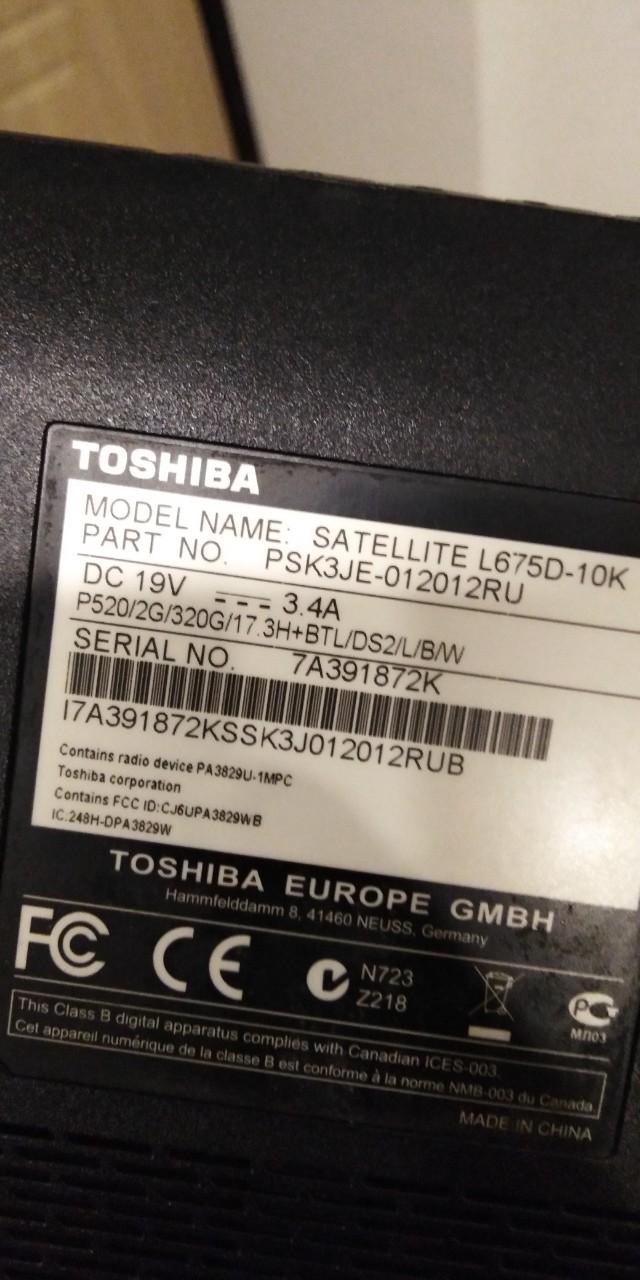 TOSHIBA
MODEL NAME: SATELLITE L675D-10K
PART NO. PSK3JE-012012RU
DC 19V 3.4A
P520/2G/320G/17.3H+BTL/DS2/L/B/W
SERIAL NO. 7A391872K
I7A391872KSSK3J012012RUB
Contains radio device PA3829U-1MPC
Toshiba corporation
Contains FCC ID:CJ6UPA3829WB
IC.248H-DPA3829W
TOSHIBA EUROPE GMBH
Hammfelddamm 8, 41460 NEUSS, Germany
FC CE N723
Z218
РС
МЛ03
This Class B digital apparatus complies with Canadian ICES-003.
Cet appareil numérique de la classe B est conforme à la norme NMB-003 du Canada.
MADE IN CHINA